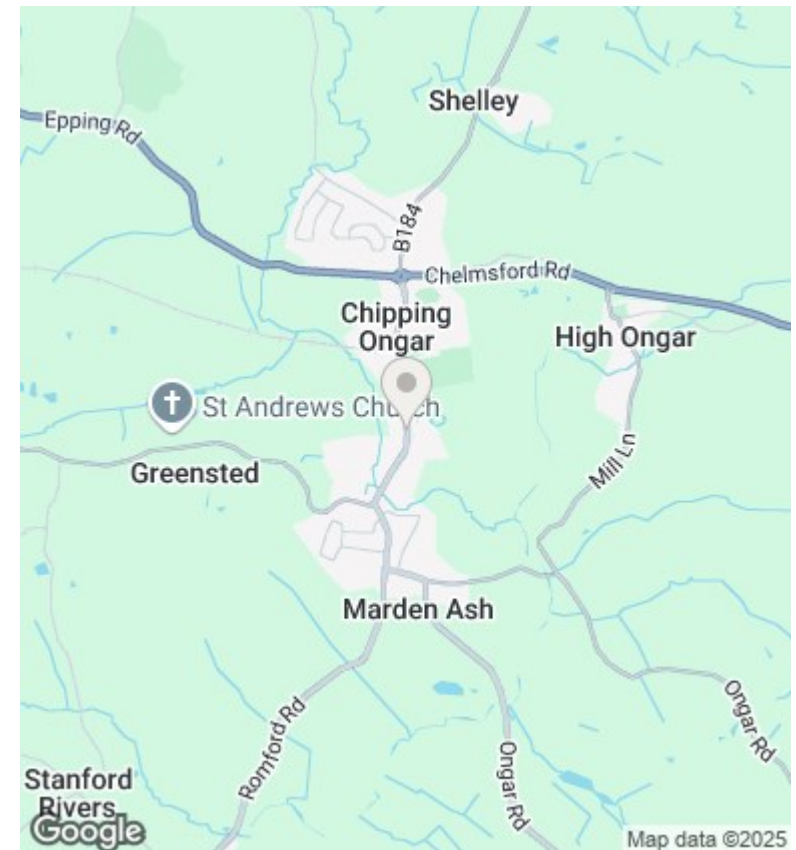 Shelley
Epping Rd
B184
Chelmsford Rd
Chipping
Ongar
High Ongar
St Andrews Church
Greensted
Mill Ln
Marden Ash
Romford Rd
Ongar Rd
Ongar Rd
Stanford
Rivers
Google
Map data ©2025